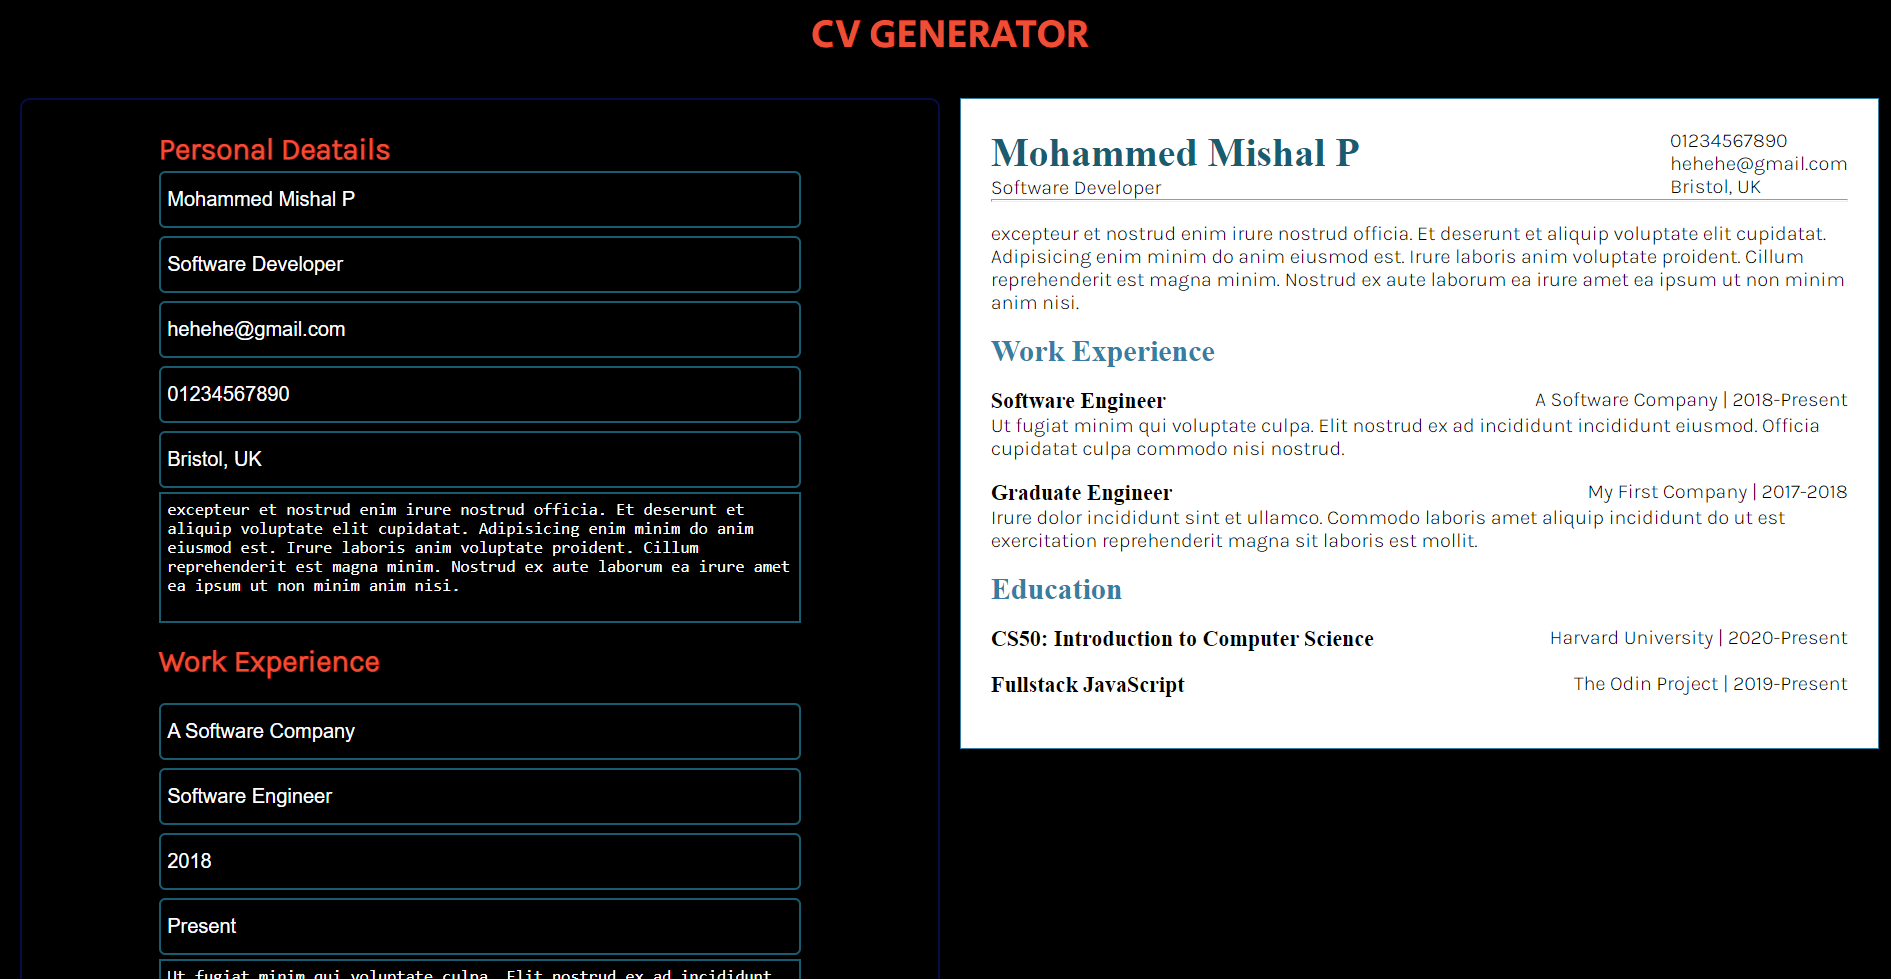 CV GENERATOR
Personal Deatails
Mohammed Mishal P
Software Developer
hehehe@gmail.com
01234567890
Bristol, UK
excepteur et nostrud enim irure nostrud officia. Et deserunt et
aliquip voluptate elit cupidatat. Adipisicing enim minim do anim
eiusmod est. Irure laboris anim voluptate proident. Cillum
reprehenderit est magna minim. Nostrud ex aute laborum ea irure amet
ea ipsum ut non minim anim nisi.
Work Experience
A Software Company
Software Engineer
2018
Present
Ut fugiat minim qui voluptate culpa. Elit nostrud ex ad incididunt
Mohammed Mishal P
Software Developer
01234567890
hehehe@gmail.com
Bristol, UK
excepteur et nostrud enim irure nostrud officia. Et deserunt et aliquip voluptate elit cupidatat.
Adipisicing enim minim do anim eiusmod est. Irure laboris anim voluptate proident. Cillum
reprehenderit est magna minim. Nostrud ex aute laborum ea irure amet ea ipsum ut non minim
anim nisi.
Work Experience
Software Engineer A Software Company | 2018-Present
Ut fugiat minim qui voluptate culpa. Elit nostrud ex ad incididunt incididunt eiusmod. Officia
cupidatat culpa commodo nisi nostrud.
Graduate Engineer My First Company | 2017-2018
Irure dolor incididunt sint et ullamco. Commodo laboris amet aliquip incididunt do ut est
exercitation reprehenderit magna sit laboris est mollit.
Education
CS50: Introduction to Computer Science Harvard University | 2020-Present
Fullstack JavaScript The Odin Project | 2019-Present